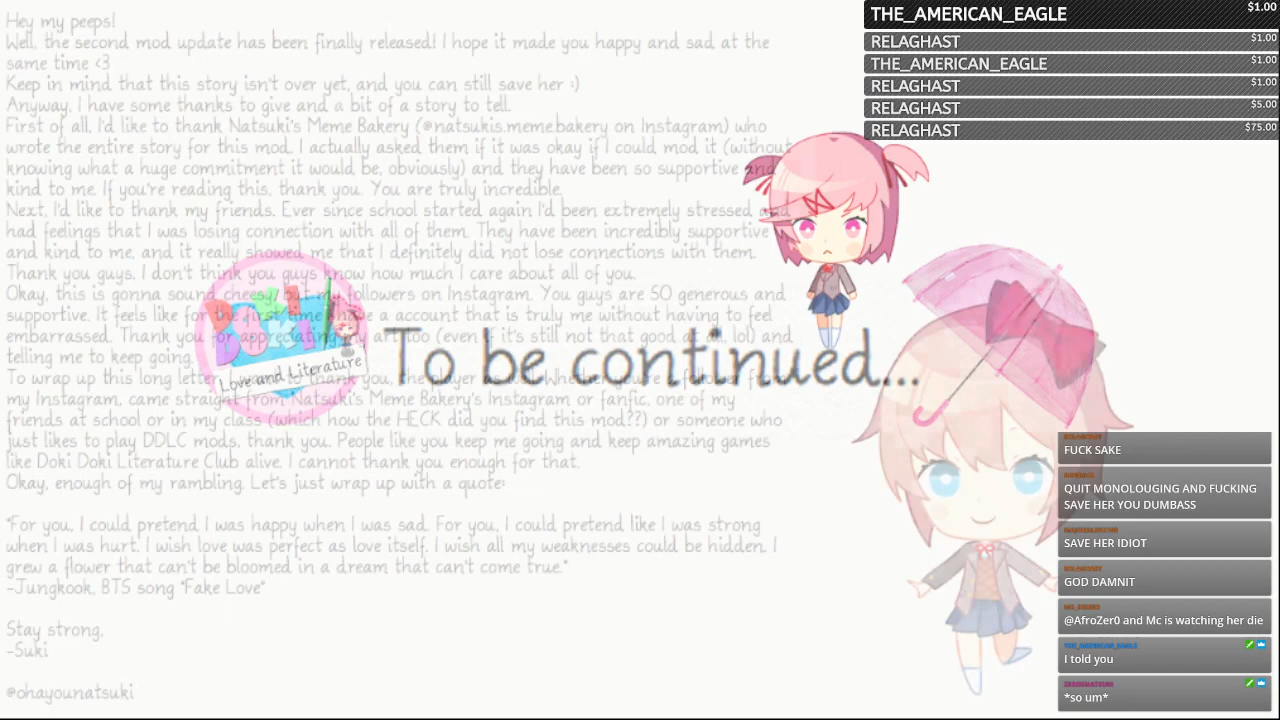 Hey my peeps!
Well, the second mod update has been finally released! I hope it made you happy and sad at the
same time <3
Keep in mind that this story isn't over yet, and you can still save her :)
Anyway, I have some thanks to give and a bit of a story to tell.
First of all, I'd like to thank Natsuki's Meme Bakery (@natsukis.meme.bakery on Instagram) who
wrote the entire story for this mod. I actually asked them if it was okay if I could mod it (without
knowing what a huge commitment it would be, obviously) and they have been so supportive and
kind to me. If you're reading this, thank you. You are truly incredible.
Next, I'd like to thank my friends. Ever since school started again I'd been extremely stressed and
sad that I was losing connection with all of them. They have been incredibly supportive
and kind to me, and it really showed me that I definitely did not lose connections with them.
Thank you guys. I don't think you guys know how much I care about all of you.
Okay, this is gonna sound cheesy, but my followers on Instagram. You guys are SO generous and
supportive. It feels like for the first time I have a account that is truly me without having to feel
embarrassed. Thank you for appreciating my art too (even if it's still not that good at all, lol) and
telling me to keep going.
To wrap up this long letter, I to thank you, the player as well. Whether you're a follower from
my Instagram, came straight from Natsuki's Meme Bakery's Instagram or fanfic, one of my
friends at school or in my class (which how the HECK did you find this mod??) or someone who
just likes to play DDLC mods, thank you. People like you keep me going and keep amazing games
like Doki Doki Literature Club alive. I cannot thank you enough for that.
Okay, enough of my rambling. Let's just wrap it with a quote:
"For you, I could pretend I was happy when I was sad. For you, I could pretend like I was strong
when I was hurt. I wish love was perfect as love itself. I wish all my weaknesses could be hidden. I
grew a flower that can't be bloomed in a dream that can't come true."
-Jungkook, BTS song "Fake Love"
Stay strong,
-Suki
@ohayounatsuki
Doki Doki
Love and Literature
To be continued...
THE_AMERICAN_EAGLE $1.00
RELAGHAST $1.00
THE_AMERICAN_EAGLE $1.00
RELAGHAST $1.00
RELAGHAST $5.00
RELAGHAST $75.00
FUCK SAKE
QUIT MONOLOUGING AND FUCKING
SAVE HER YOU DUMBASS
SAVE HER IDIOT
GOD DAMNIT
@AfroZer0 and Mc is watching her die
THE_AMERICAN_EAGLE
I told you
*so um*